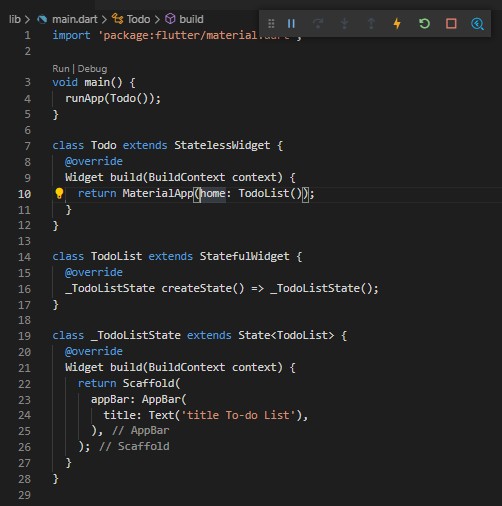 lib > main.dart > Todo > build
1 import 'package:flutter/material.dart';
2
Run | Debug
3 void main() {
4   runApp(Todo());
5 }
6
7 class Todo extends StatelessWidget {
8   @override
9   Widget build(BuildContext context) {
10     return MaterialApp(home: TodoList());
11   }
12 }
13
14 class TodoList extends StatefulWidget {
15   @override
16   _TodoListState createState() => _TodoListState();
17 }
18
19 class _TodoListState extends State<TodoList> {
20   @override
21   Widget build(BuildContext context) {
22     return Scaffold(
23       appBar: AppBar(
24         title: Text('title To-do List'),
25       ), // AppBar
26     ); // Scaffold
27   }
28 }
29